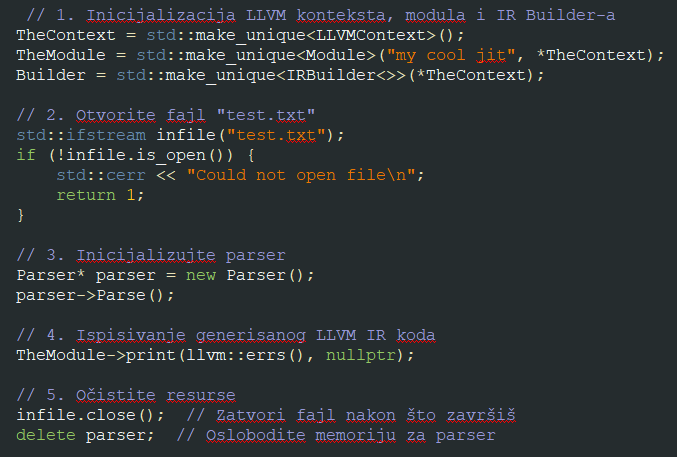 // 1. Inicijalizacija LLVM konteksta, modula i IR Builder-a
TheContext = std::make_unique<LLVMContext>();
TheModule = std::make_unique<Module>("my cool jit", *TheContext);
Builder = std::make_unique<IRBuilder<>>(*TheContext);
// 2. Otvorite fajl "test.txt"
std::ifstream infile("test.txt");
if (!infile.is_open()) {
    std::cerr << "Could not open file\n";
    return 1;
}
// 3. Inicijalizujte parser
Parser* parser = new Parser();
parser->Parse();
// 4. Ispisivanje generisanog LLVM IR koda
TheModule->print(llvm::errs(), nullptr);
// 5. Očistite resurse
infile.close();  // Zatvori fajl nakon što završiš
delete parser;  // Oslobodite memoriju za parser